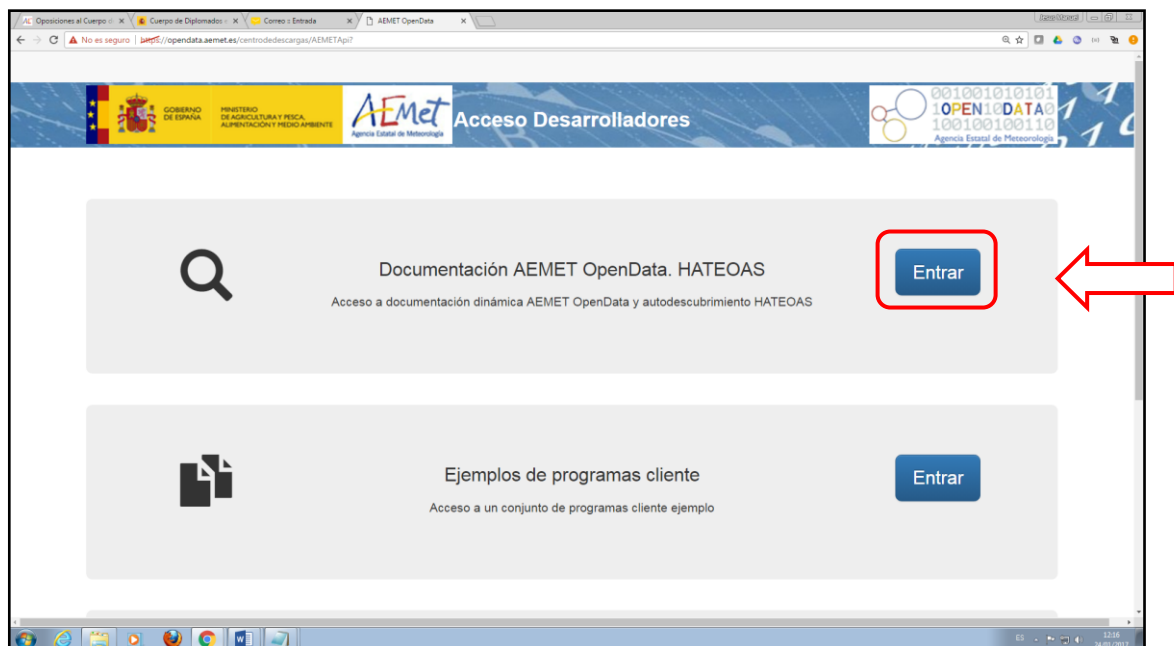 Oposiciones al Cuerpo d
Cuerpo de Diplomados
Correo :: Entrada
AEMET OpenData
No es seguro | https://opendata.aemet.es/centrodedescargas/AEMETApi?
GOBIERNO
DE ESPAÑA
MINISTERIO
DE AGRICULTURA Y PESCA,
ALIMENTACIÓN Y MEDIO AMBIENTE
AEMet
Agencia Estatal de Meteorología
Acceso Desarrolladores
001001010101
1OPEN10DATA0
100100100110
Agencia Estatal de Meteorología
Documentación AEMET OpenData. HATEOAS
Acceso a documentación dinámica AEMET OpenData y autodescubrimiento HATEOAS
Entrar
Ejemplos de programas cliente
Acceso a un conjunto de programas cliente ejemplo
Entrar
ES
12:16
24/01/2017